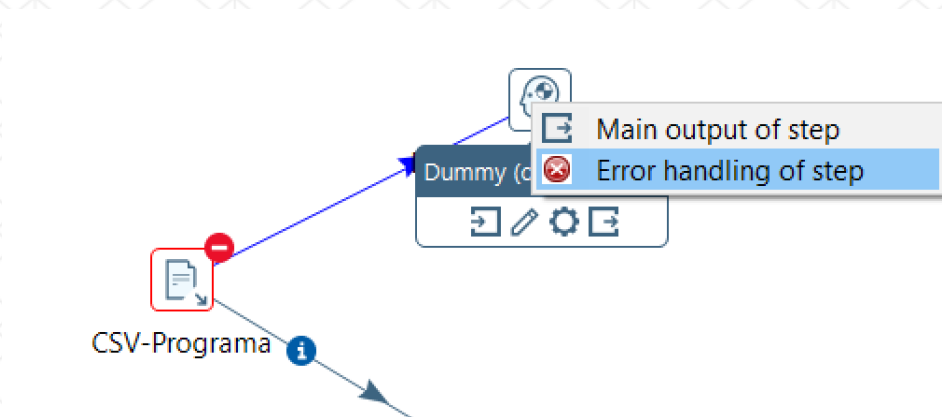 Main output of step
Dummy (
Error handling of step
CSV-Programa